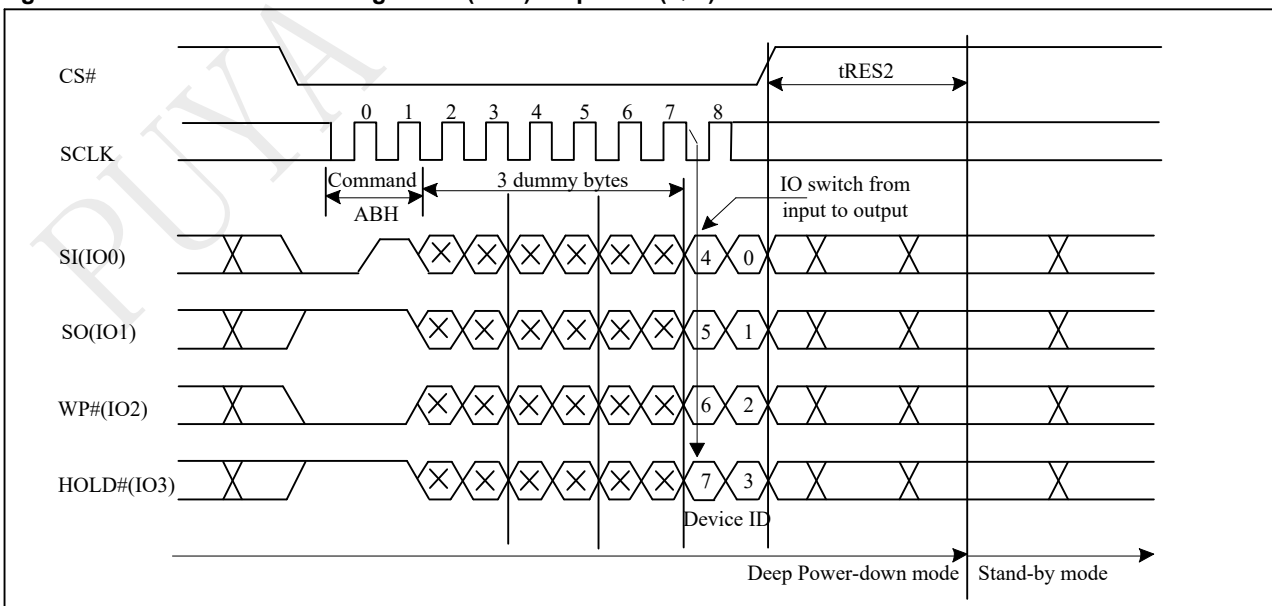 PUYA
CS#
tRES2
0 1 2 3 4 5 6 7 8
SCLK
Command
3 dummy bytes
IO switch from
ABH
input to output
SI(IO0)
4 0
SO(IO1)
5 1
WP#(IO2)
6 2
HOLD#(IO3)
7 3
Device ID
Deep Power-down mode
Stand-by mode